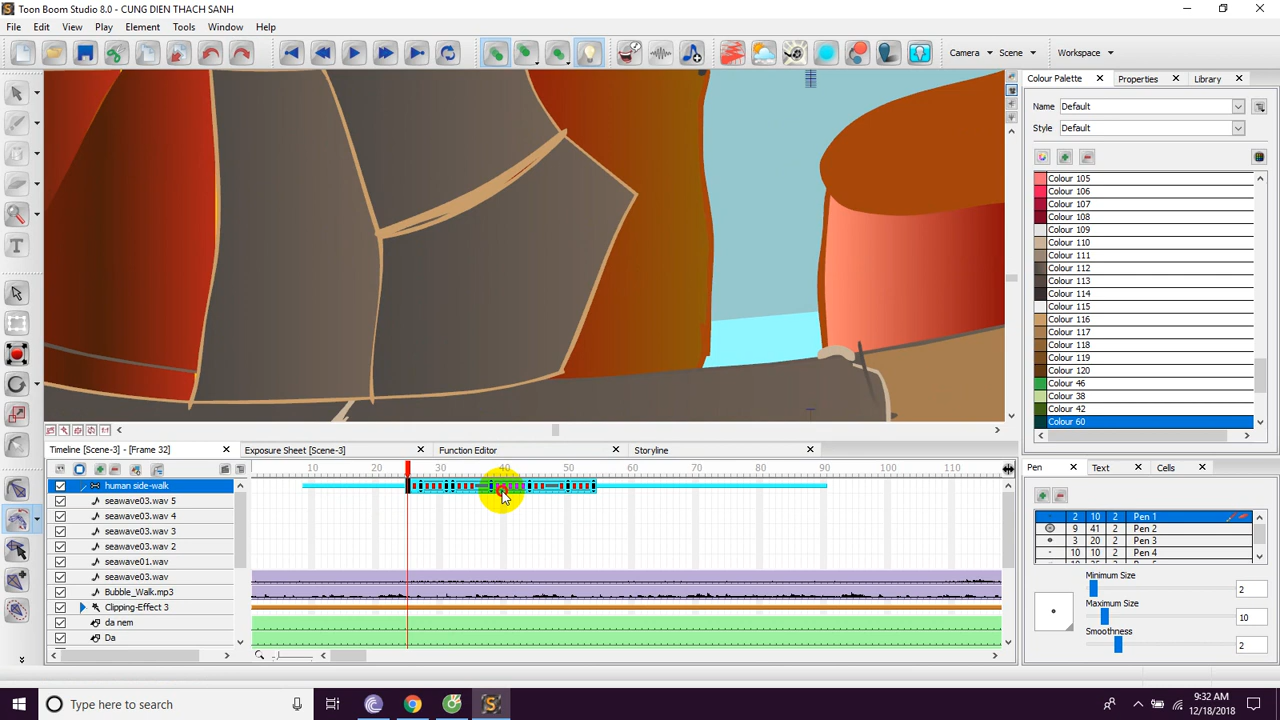 Toon Boom Studio 8.0 - CUNG DIEN THACH SANH
File Edit View Play Element Tools Window Help
Camera Scene Workspace
Colour Palette Properties Library
Name Default
Style Default
Colour 105
Colour 106
Colour 107
Colour 108
Colour 109
Colour 110
Colour 111
Colour 112
Colour 113
Colour 114
Colour 115
Colour 116
Colour 117
Colour 118
Colour 119
Colour 120
Colour 46
Colour 38
Colour 42
Colour 60
Timeline [Scene-3] - [Frame 32] Exposure Sheet [Scene-3] Function Editor Storyline
10 20 30 40 50 60 70 80 90 100 110
human side-walk
seawave03.wav 5
seawave03.wav 4
seawave03.wav 3
seawave03.wav 2
seawave01.wav
seawave03.wav
Bubble_Walk.mp3
Clipping-Effect 3
da nem
Da
Pen Text Cells
2 10 2 Pen 1
9 41 2 Pen 2
3 20 2 Pen 3
10 10 2 Pen 4
Minimum Size
2
Maximum Size
10
Smoothness
2
Type here to search
9:32 AM
12/18/2018